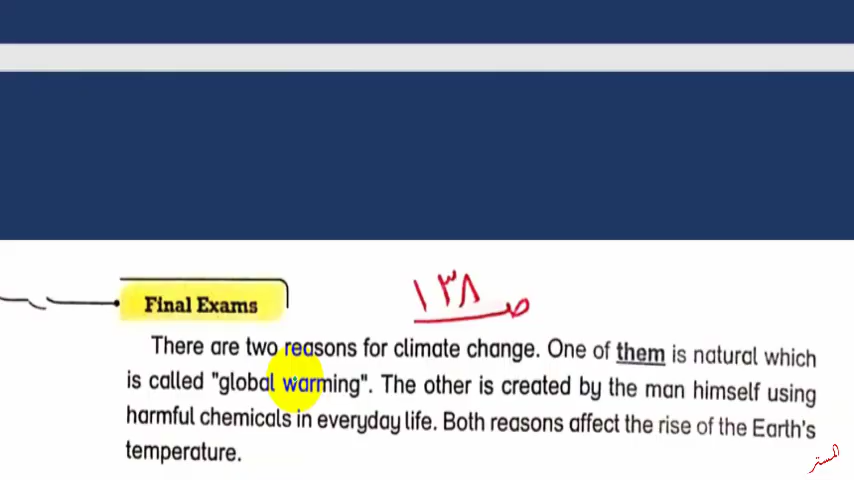 Final Exams
١٣٨ ص
There are two reasons for climate change. One of them is natural which
is called "global warming". The other is created by the man himself using
harmful chemicals in everyday life. Both reasons affect the rise of the Earth's
temperature.
المستر